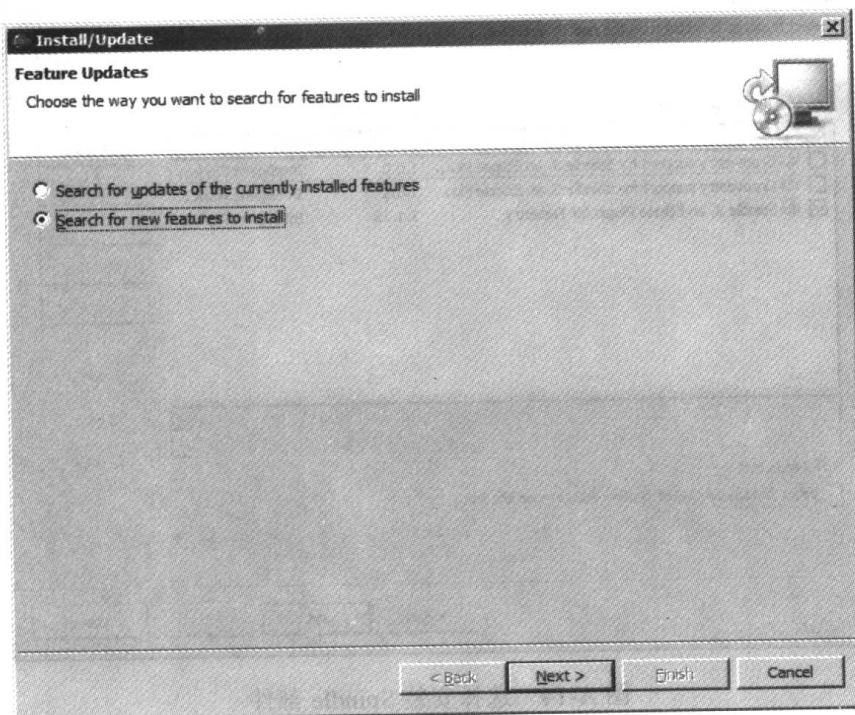 Install/Update
Feature Updates
Choose the way you want to search for features to install
Search for updates of the currently installed features
Search for new features to install
< Back Next > Finish Cancel